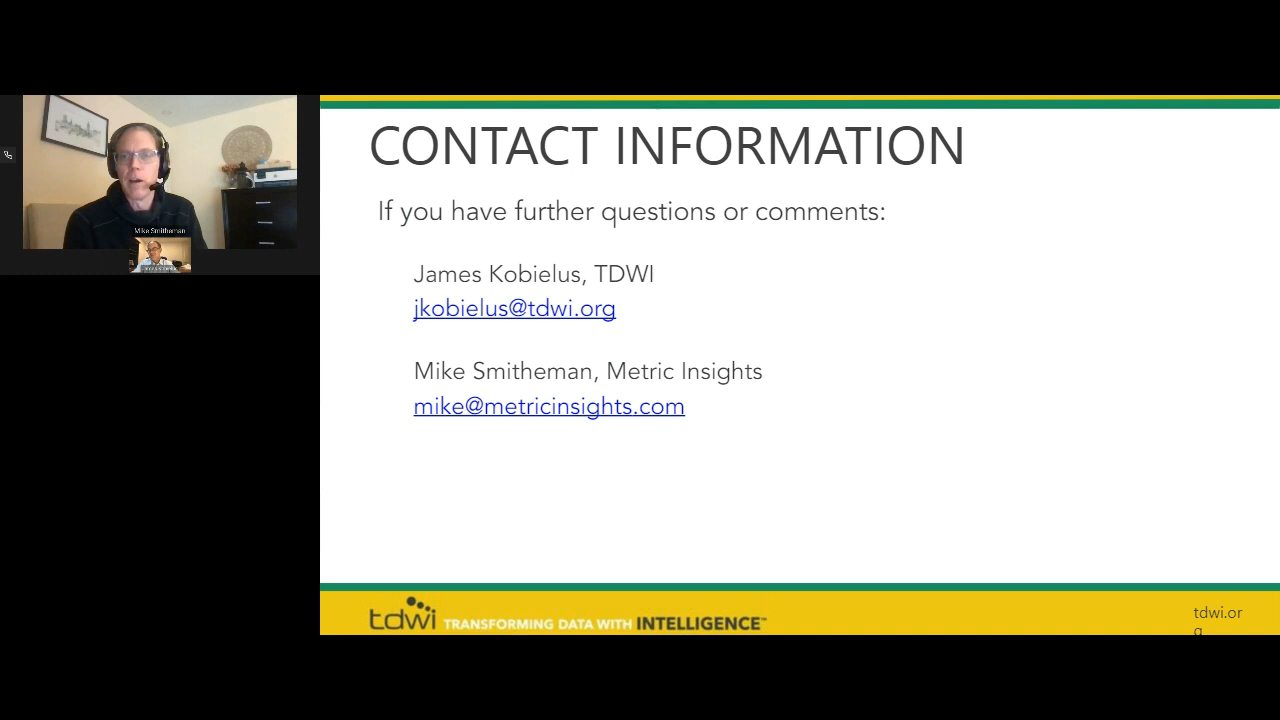 Mike Smitheman
CONTACT INFORMATION
If you have further questions or comments:
James Kobielus, TDWI
jkobielus@tdwi.org
Mike Smitheman, Metric Insights
mike@metricinsights.com
tdwi TRANSFORMING DATA WITH INTELLIGENCE™
tdwi.or
g